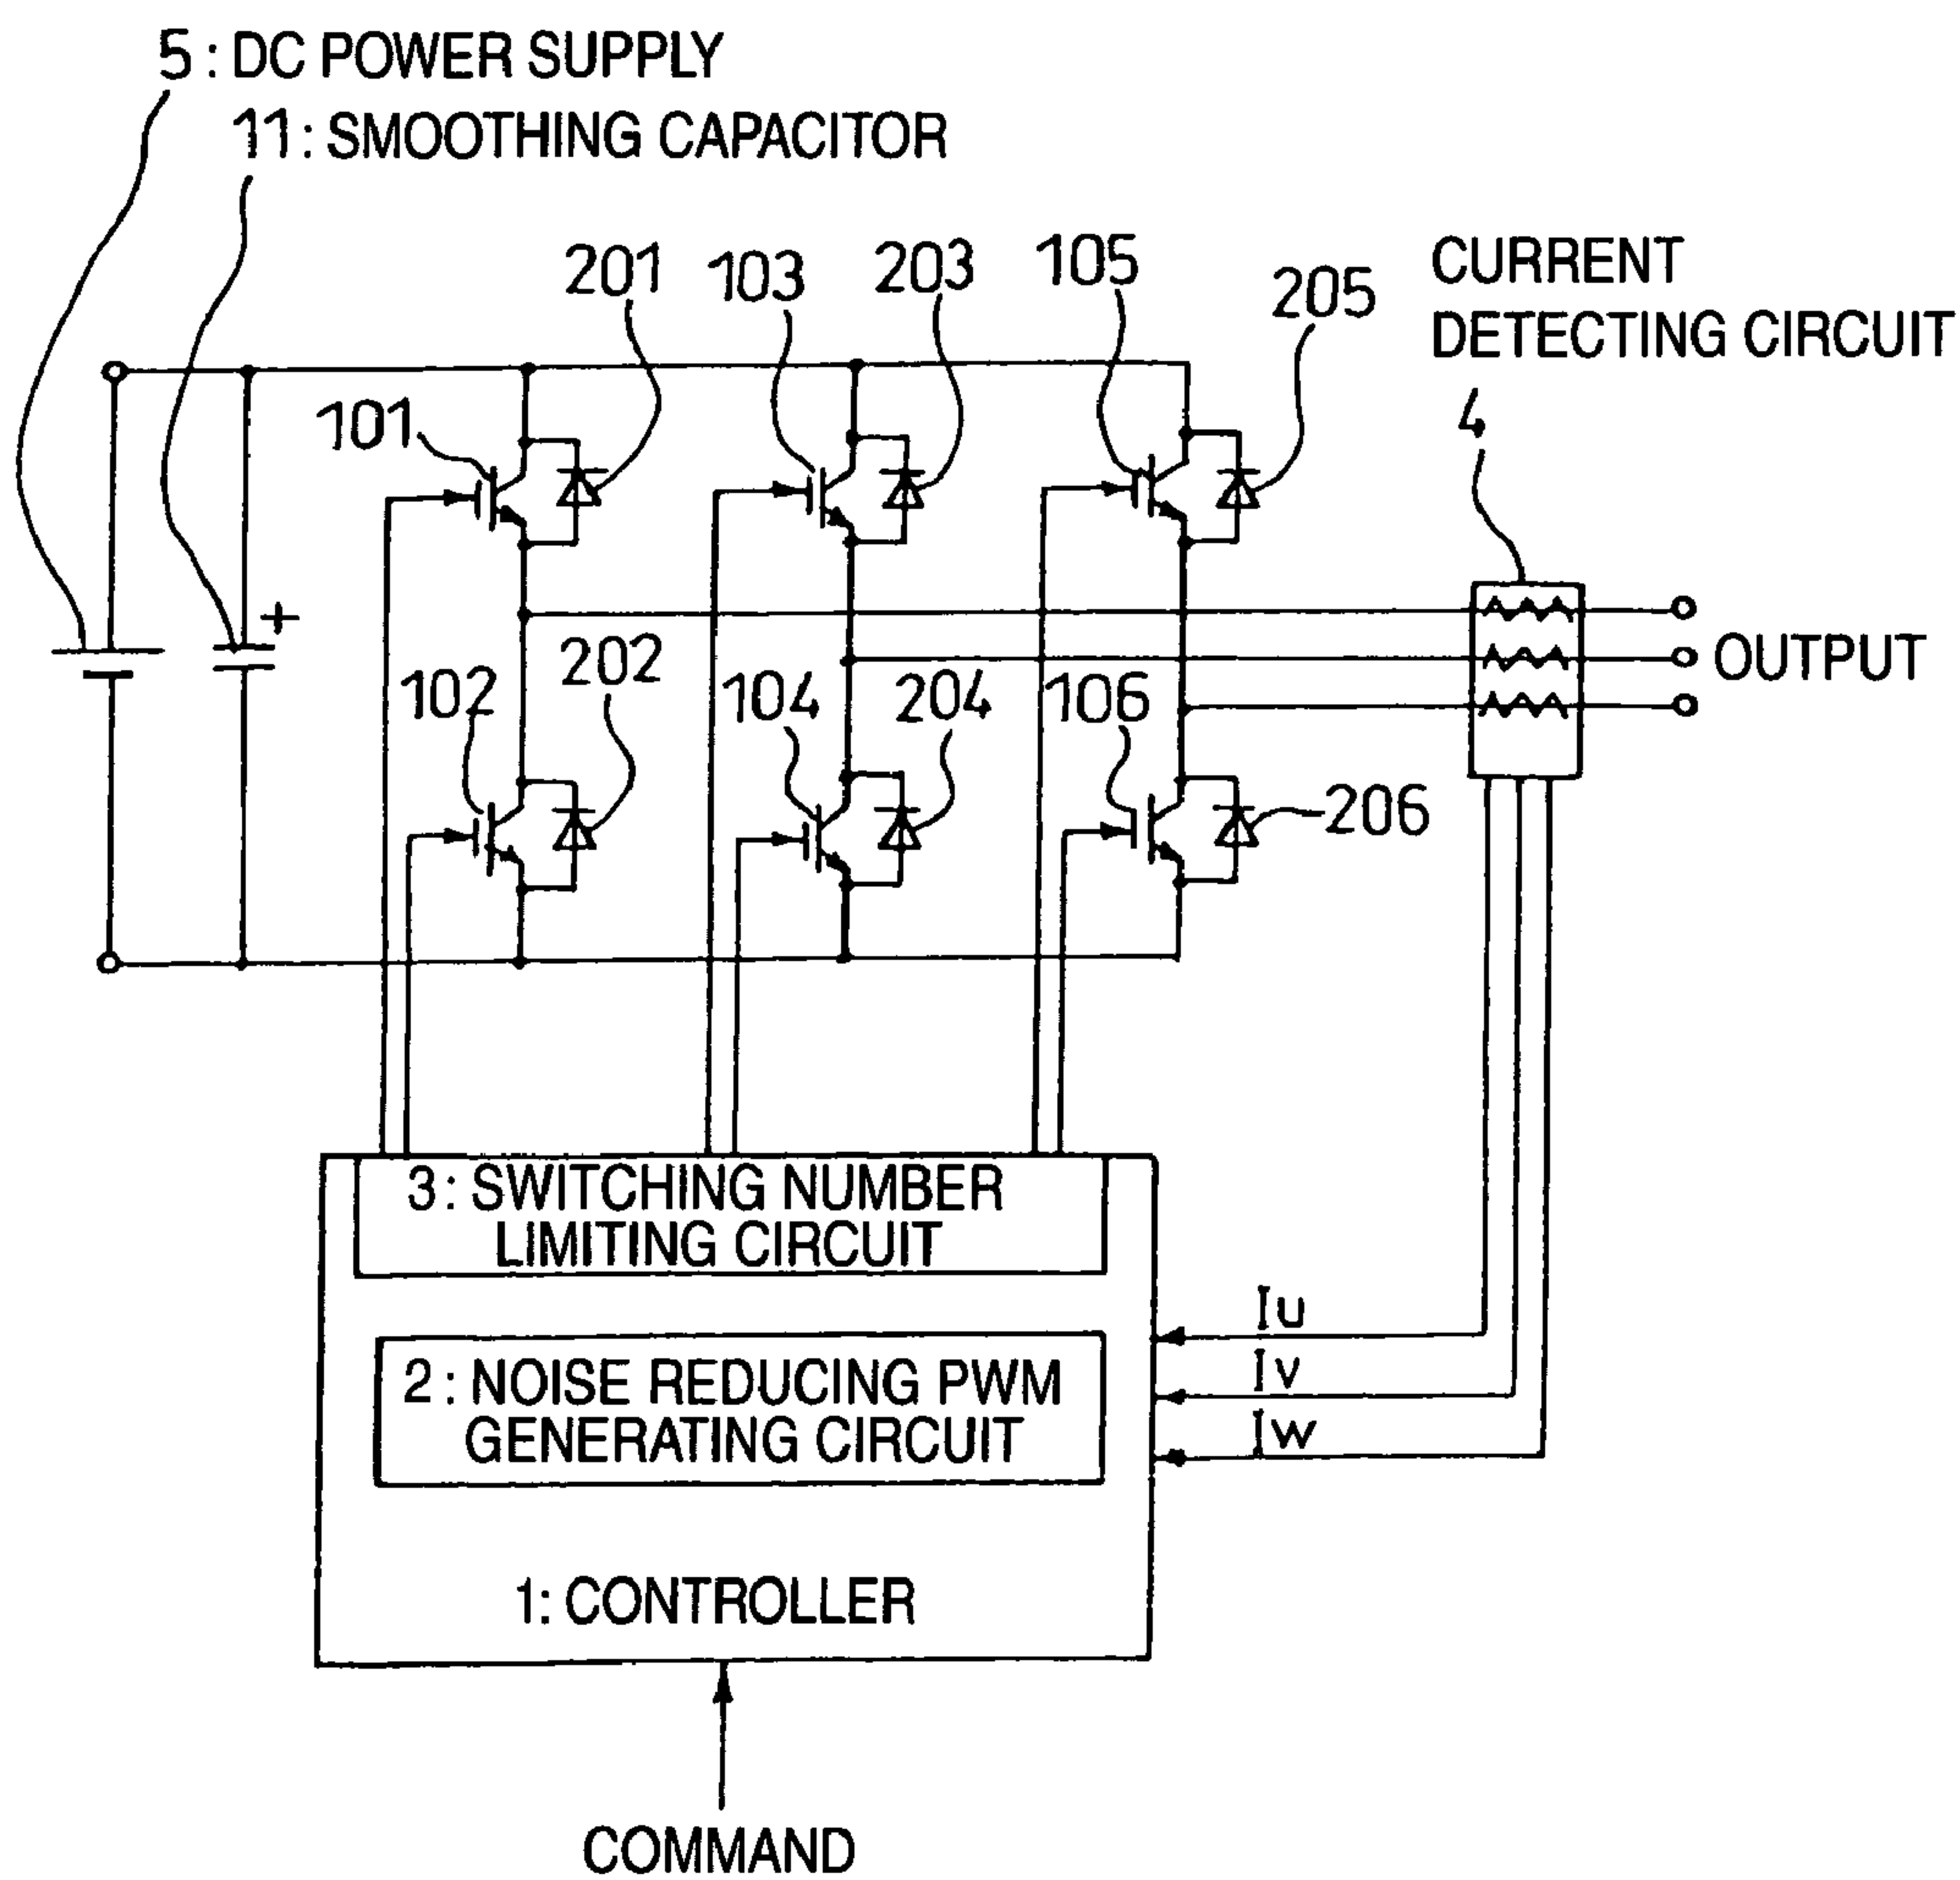 5 : DC POWER SUPPLY
11 : SMOOTHING CAPACITOR
201
103
203
105
205
CURRENT
DETECTING CIRCUIT
4
101
+
102
202
104
204
106
206
OUTPUT
3 : SWITCHING NUMBER
LIMITING CIRCUIT
2 : NOISE REDUCING PWM
GENERATING CIRCUIT
1 : CONTROLLER
Iu
Iv
Iw
COMMAND